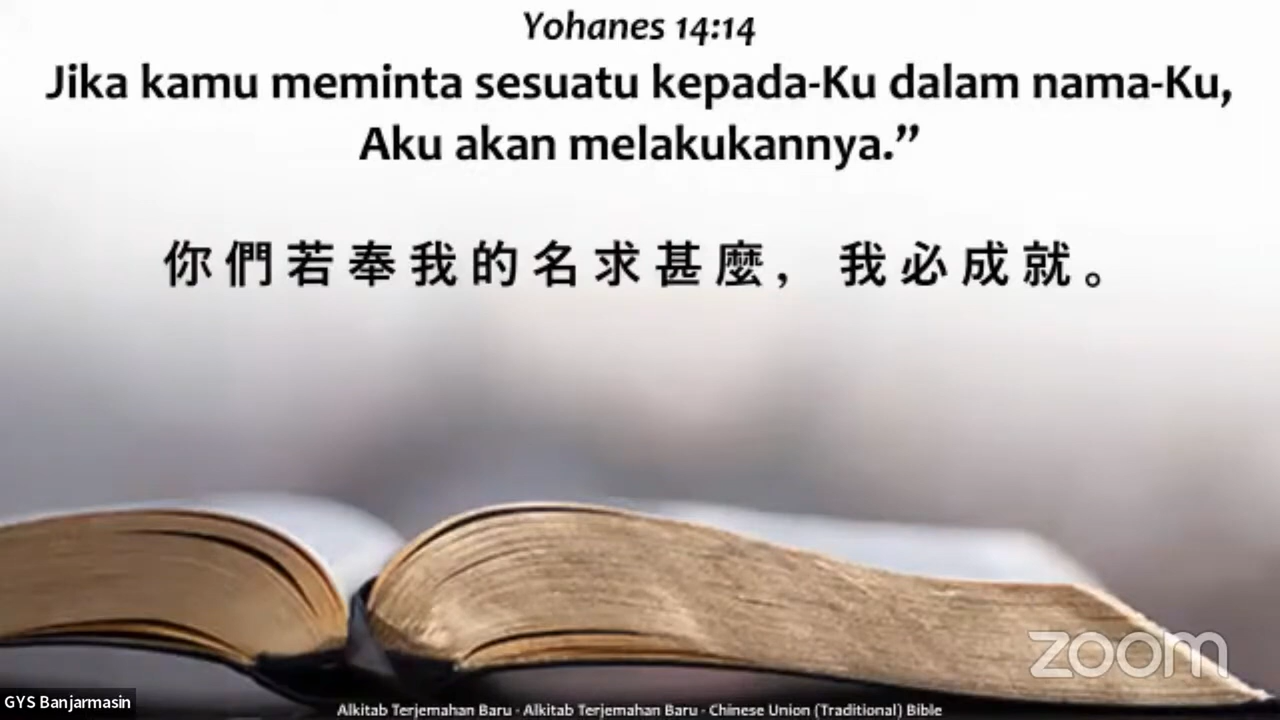 Yohanes 14:14
Jika kamu meminta sesuatu kepada-Ku dalam nama-Ku,
Aku akan melakukannya.”
你們若奉我的名求甚麼， 我必成就。
zoom
GYS Banjarmasin
Alkitab Terjemahan Baru - Alkitab Terjemahan Baru - Chinese Union (Traditional) Bible